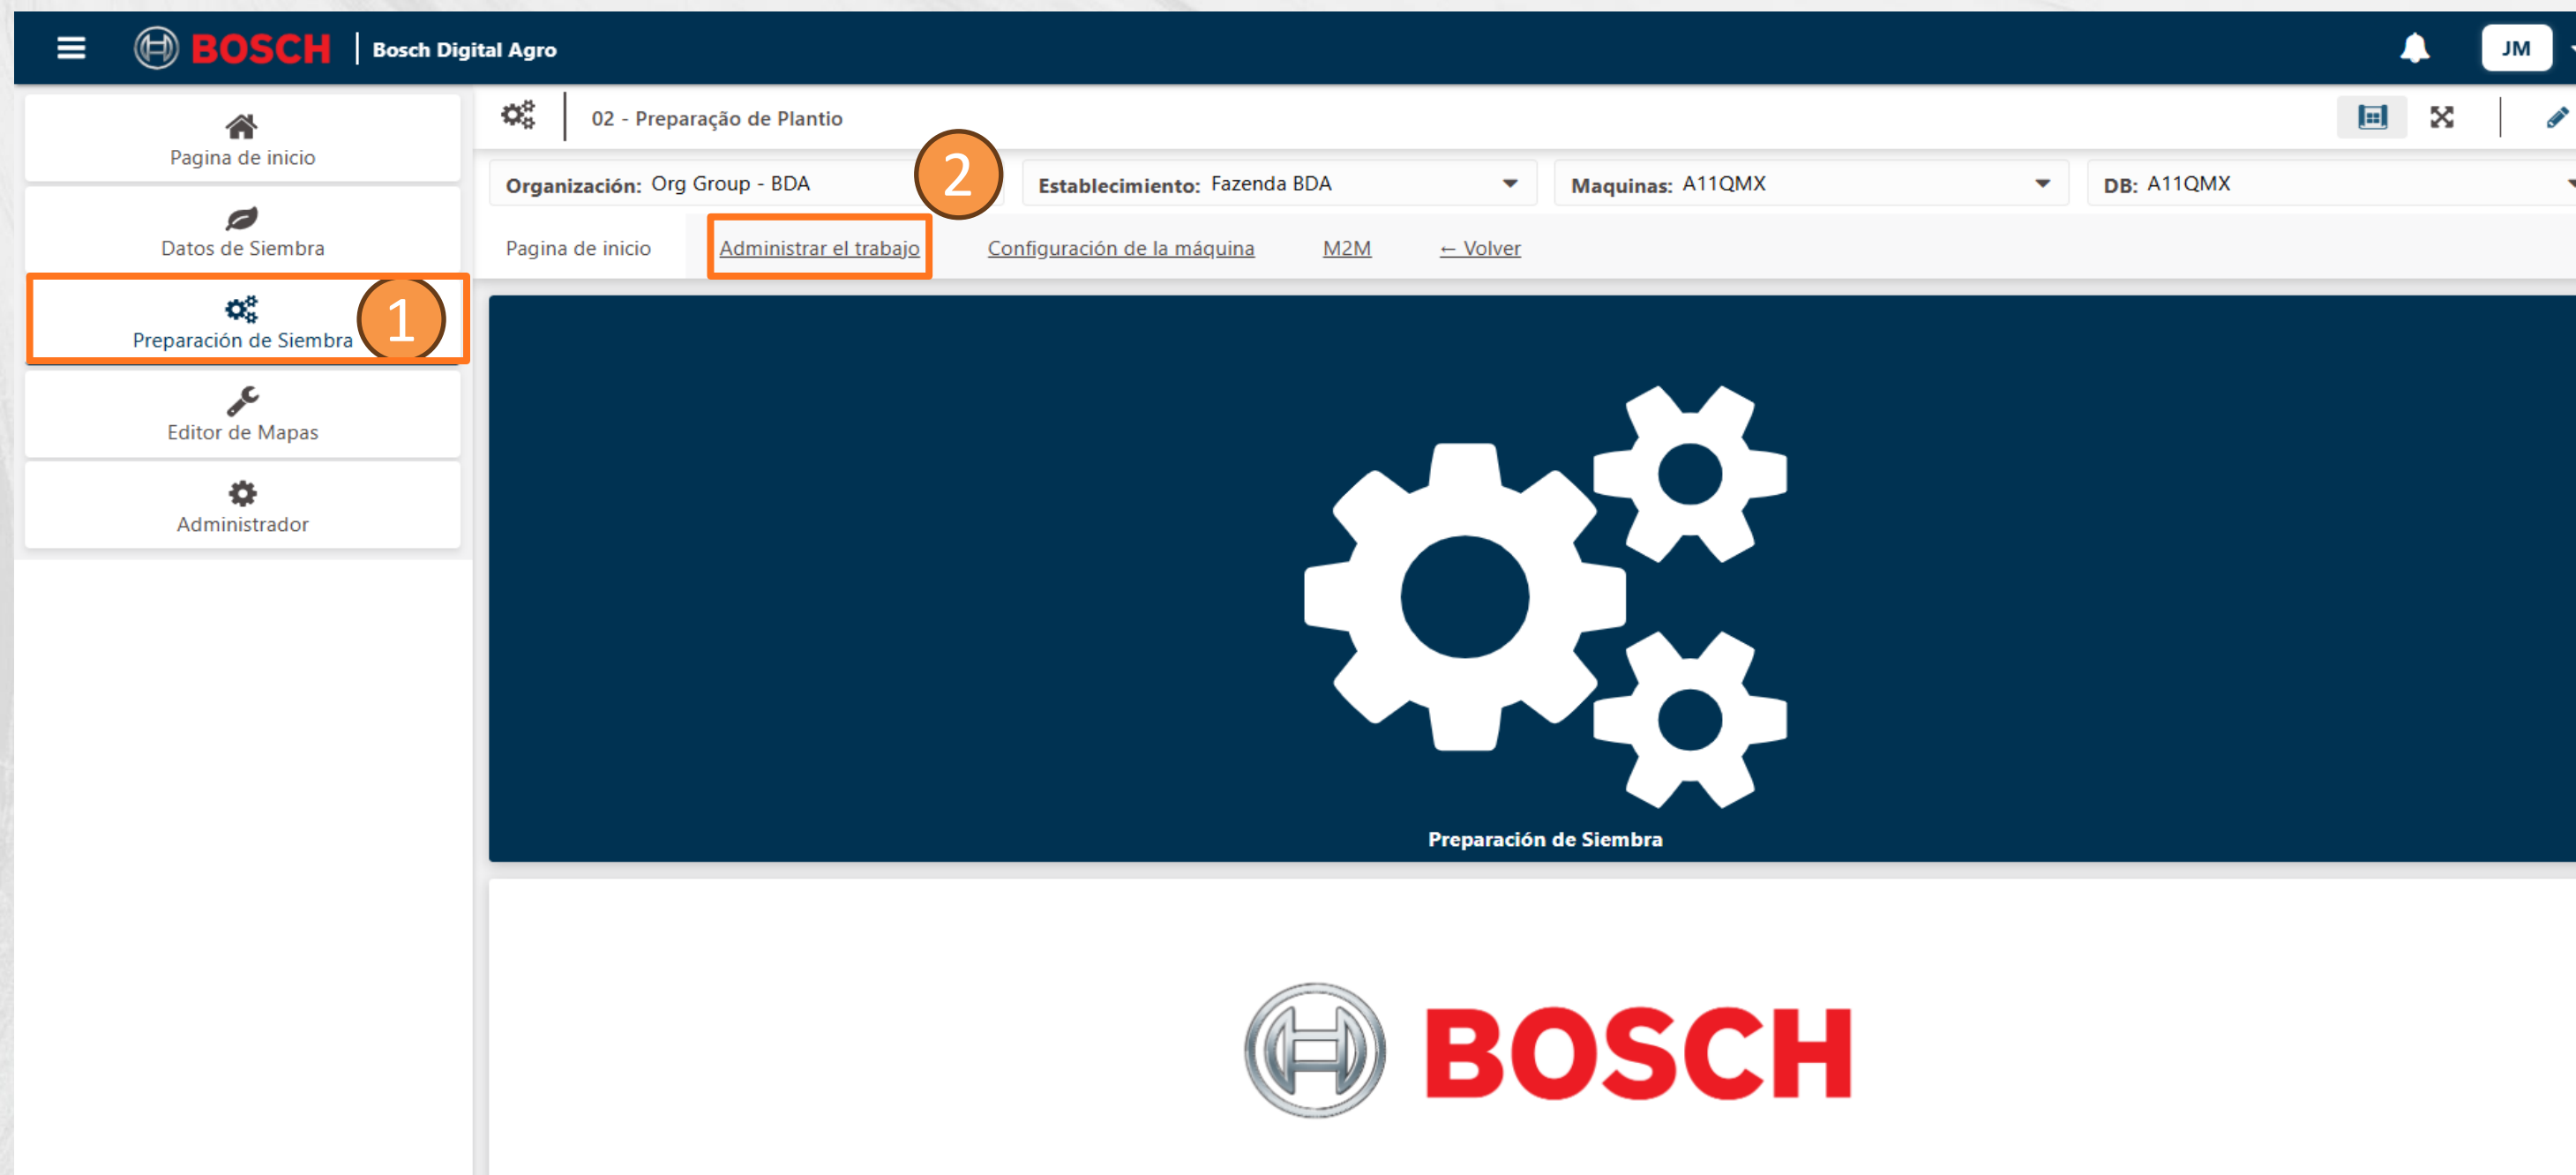 BOSCH
Bosch Digital Agro
JM
Pagina de inicio
Datos de Siembra
Preparación de Siembra
1
Editor de Mapas
Administrador
02 - Preparação de Plantio
2
Organización: Org Group - BDA
Establecimiento: Fazenda BDA
Maquinas: A11QMX
DB: A11QMX
Pagina de inicio
Administrar el trabajo
Configuración de la máquina
M2M
← Volver
Preparación de Siembra
BOSCH